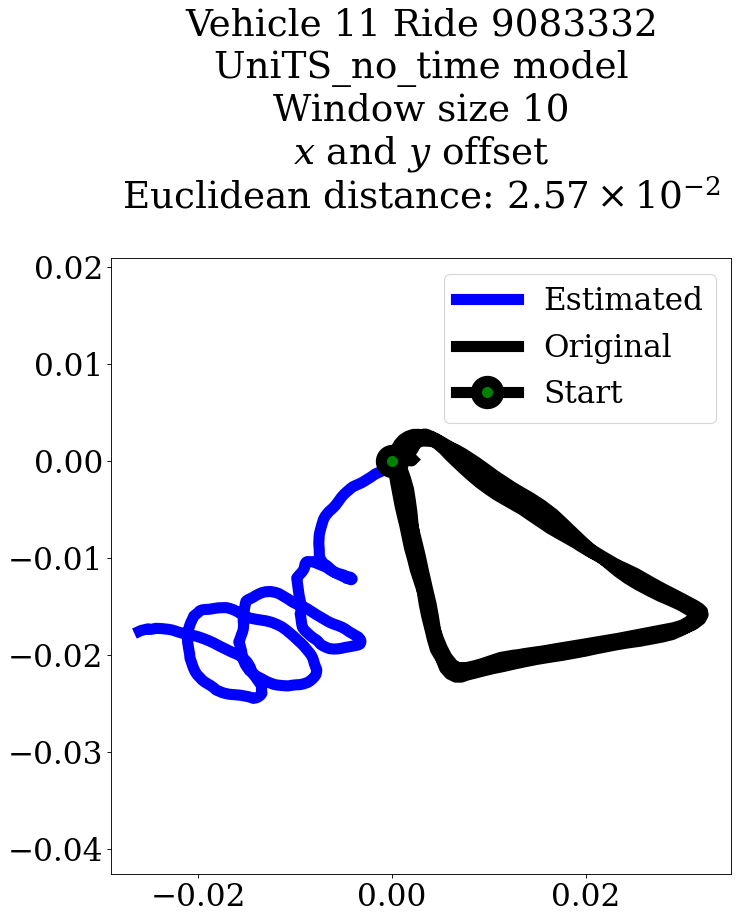 Vehicle 11 Ride 9083332
UniTS_no_time model
Window size 10
x and y offset
Euclidean distance: 2.57 × 10⁻²
Estimated
Original
Start
0.02
0.01
0.00
−0.01
−0.02
−0.03
−0.04
−0.02
0.00
0.02